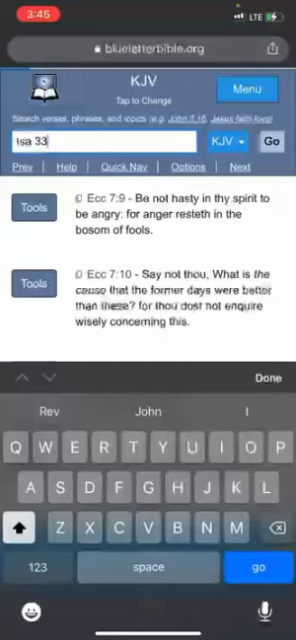 3:45
LTE
blueletterbible.org
KJV
Tap to Change
Menu
Search verses, phrases, and topics (e.g. John 3:16, Jesus faith love)
Isa 33
KJV
Go
Prev | Help | Quick Nav | Options | Next
Tools
Ecc 7:9 - Be not hasty in thy spirit to
be angry: for anger resteth in the
bosom of fools.
Tools
Ecc 7:10 - Say not thou, What is the
cause that the former days were better
than these? for thou dost not enquire
wisely concerning this.
Done
Rev John I
Q W E R T Y U I O P
A S D F G H J K L
Z X C V B N M
123 space go